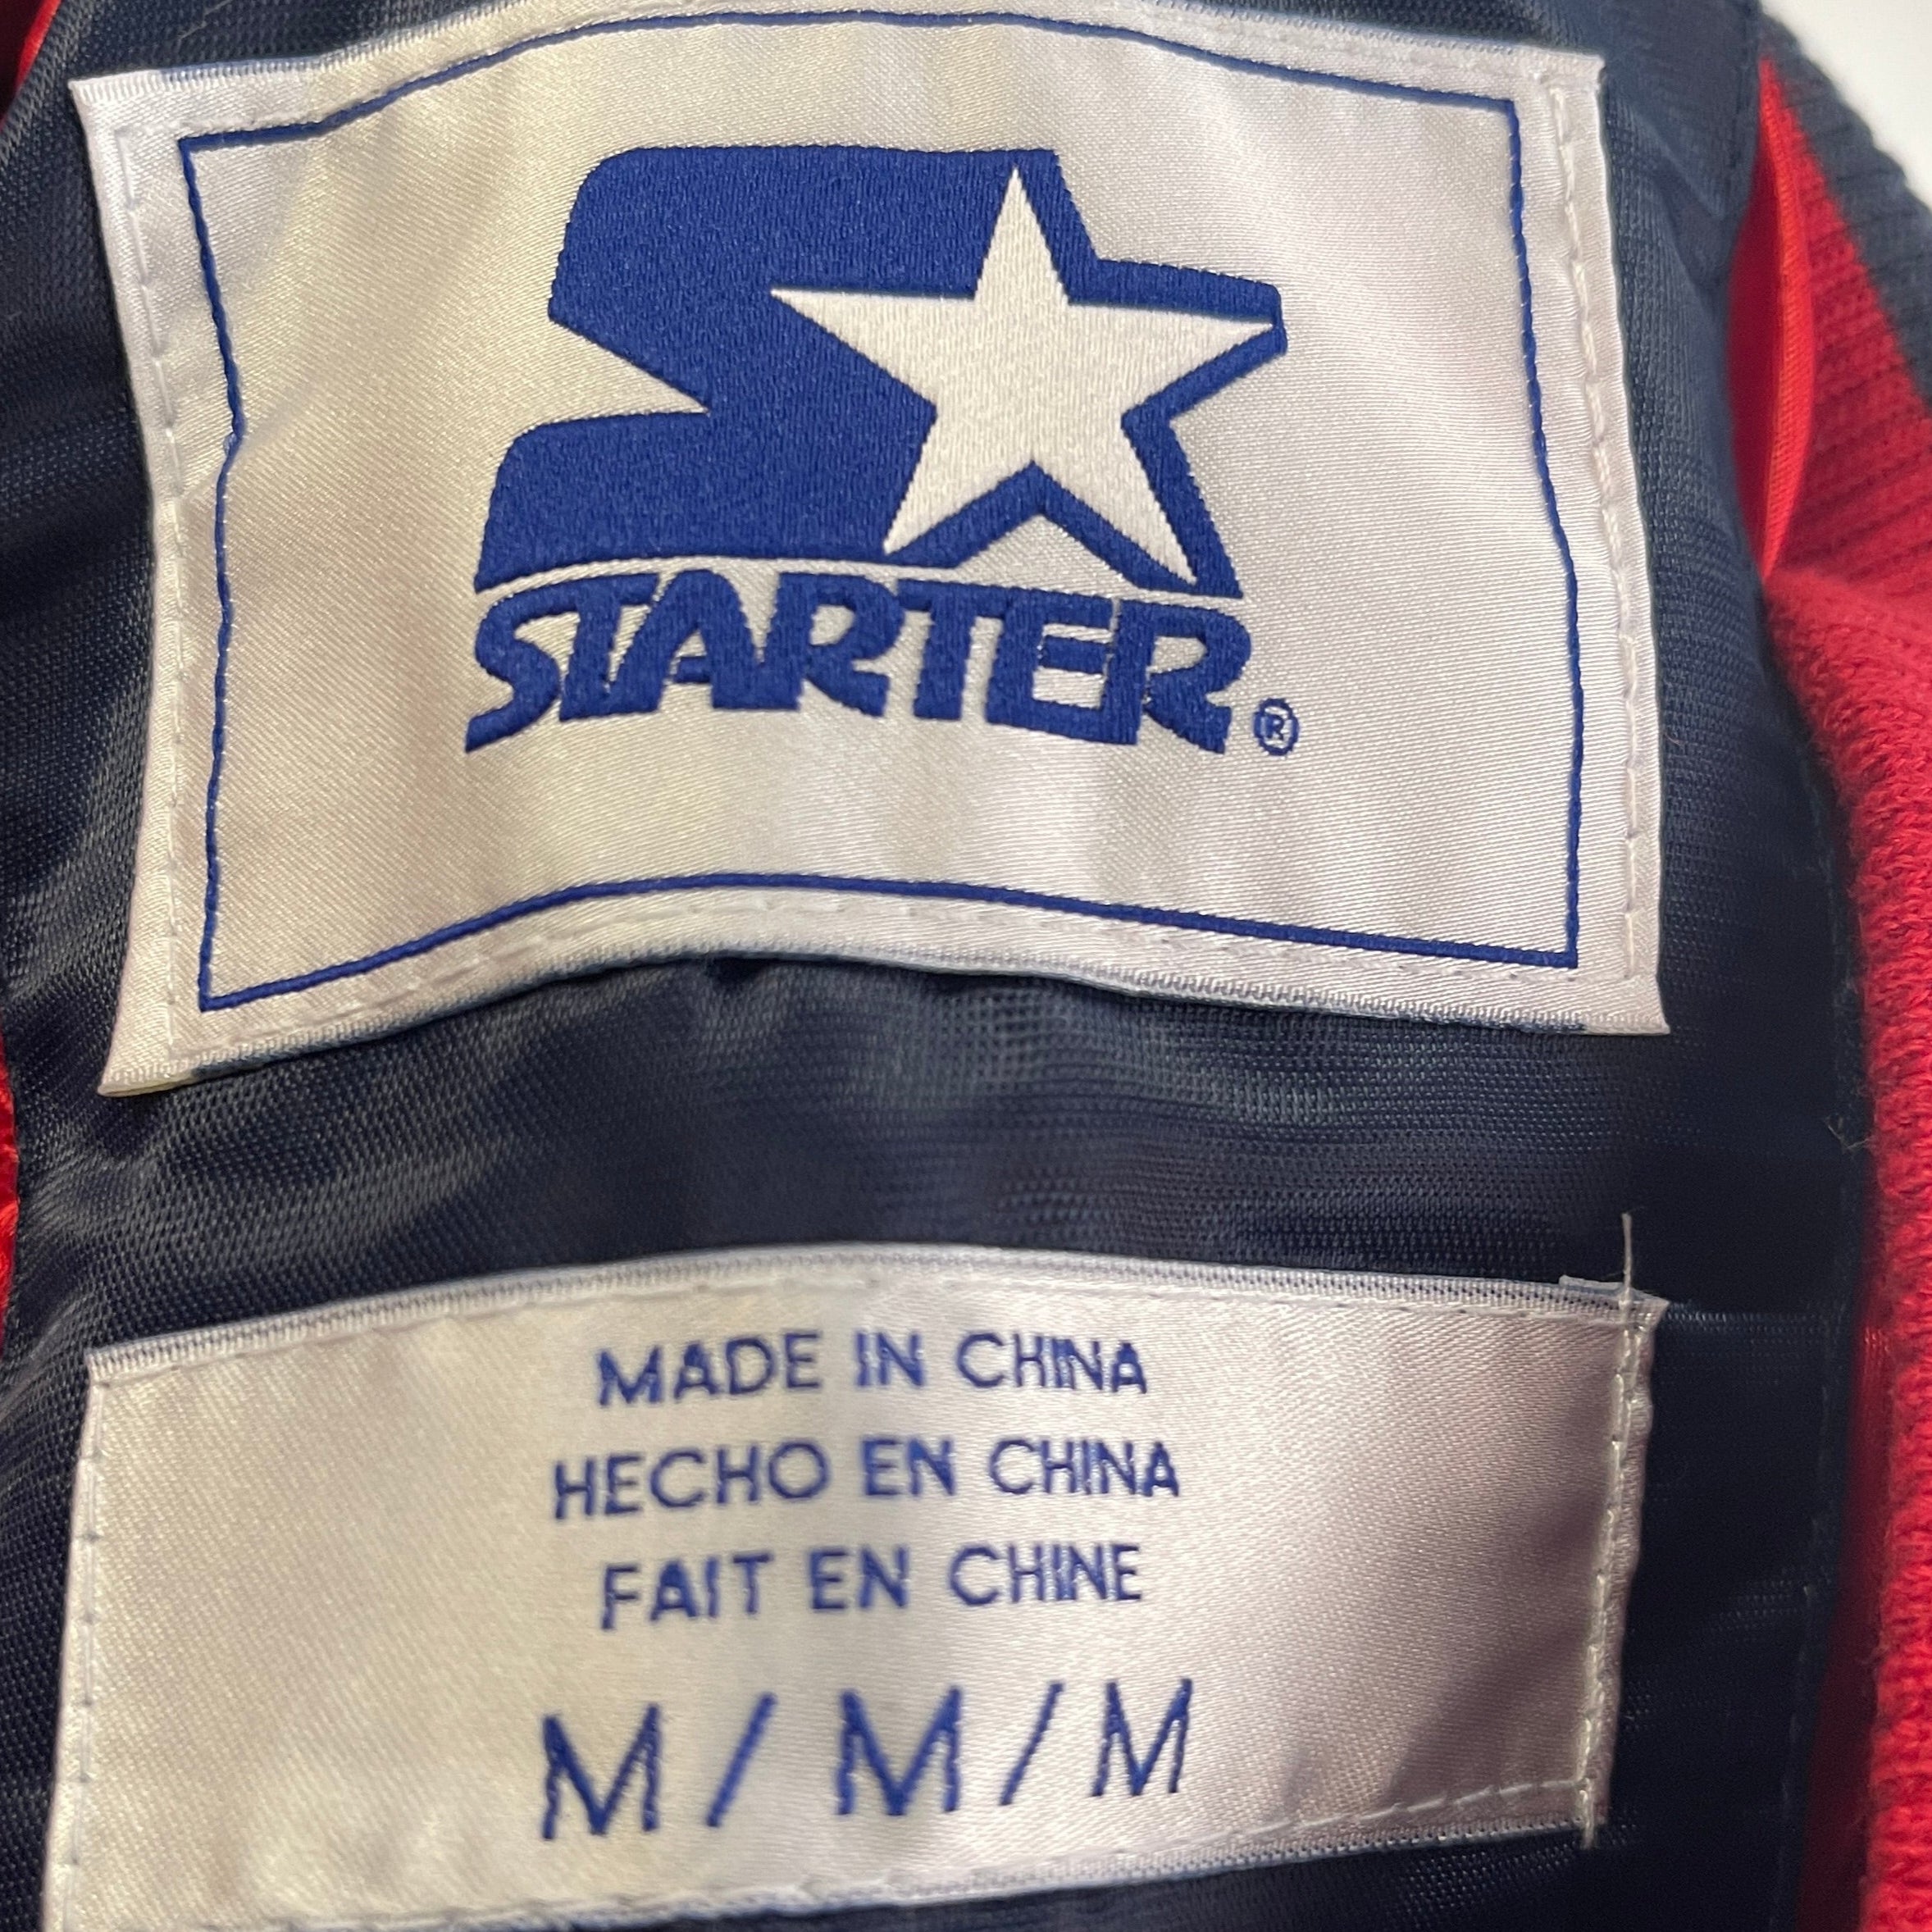 STARTER®
MADE IN CHINA
HECHO EN CHINA
FAIT EN CHINE
M / M / M